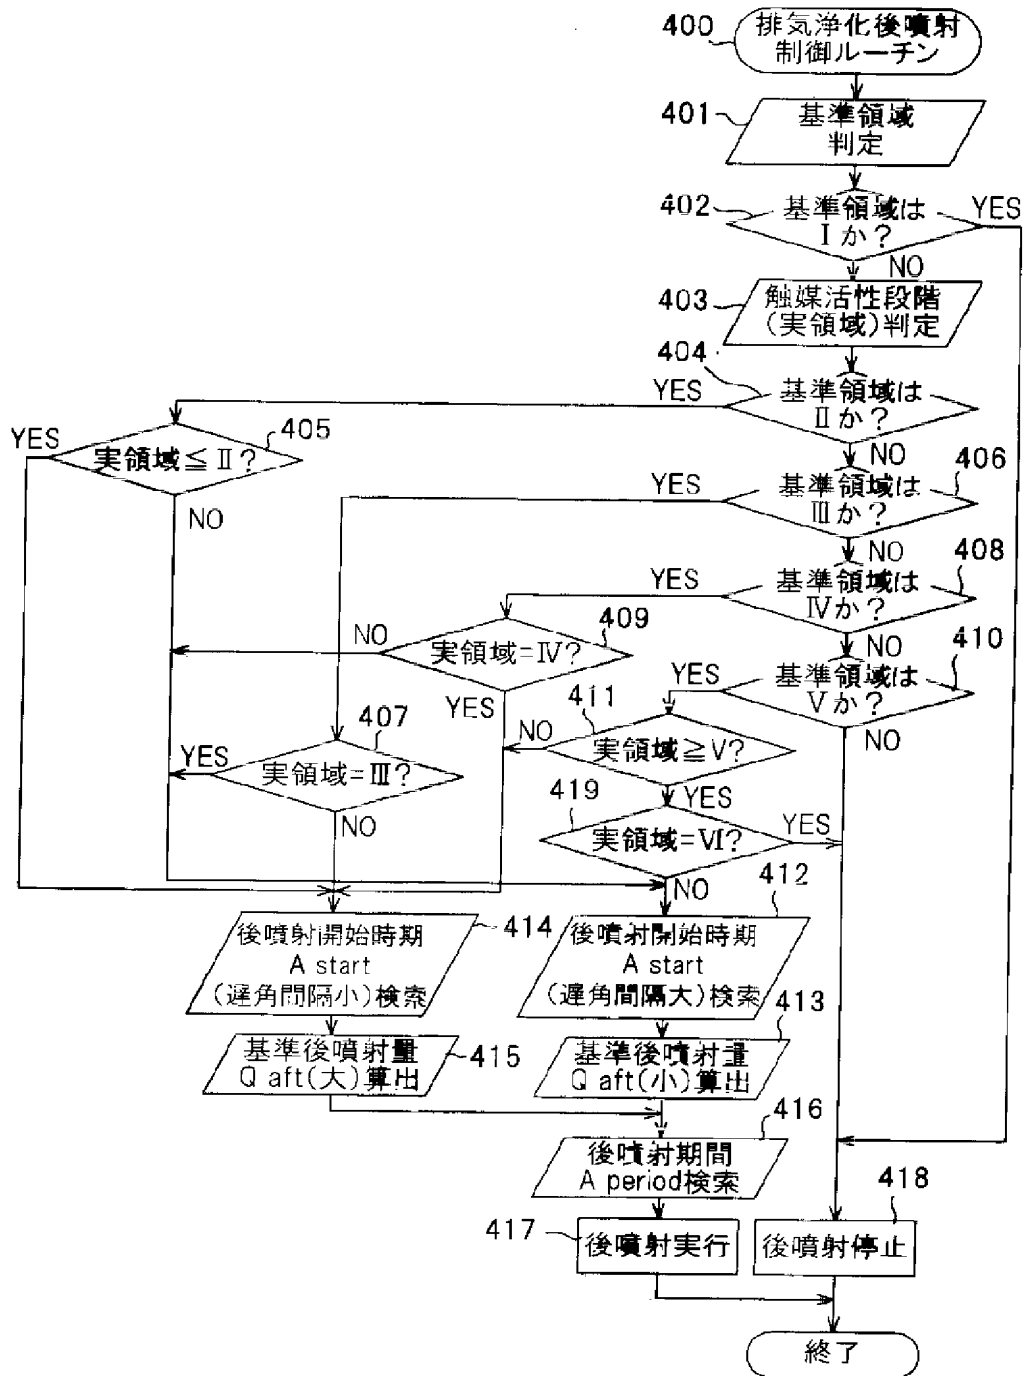 400
排気浄化後噴射
制御ルーチン
401
基準領域
判定
402
基準領域は
Ⅰか?
YES
NO
403
触媒活性段階
(実領域)判定
404
YES
基準領域は
Ⅱか?
NO
YES
405
実領域≦Ⅱ?
NO
406
YES
基準領域は
Ⅲか?
NO
408
YES
基準領域は
Ⅳか?
NO
409
NO
実領域=Ⅳ?
YES
410
YES
基準領域は
Ⅴか?
NO
411
NO
実領域≧Ⅴ?
YES
407
YES
実領域=Ⅲ?
NO
419
実領域=Ⅵ?
YES
NO
414
後噴射開始時期
A start
(遅角間隔小)検索
412
後噴射開始時期
A start
(遅角間隔大)検索
415
基準後噴射量
Q aft(大)算出
413
基準後噴射量
Q aft(小)算出
416
後噴射期間
A period検索
417
後噴射実行
418
後噴射停止
終了